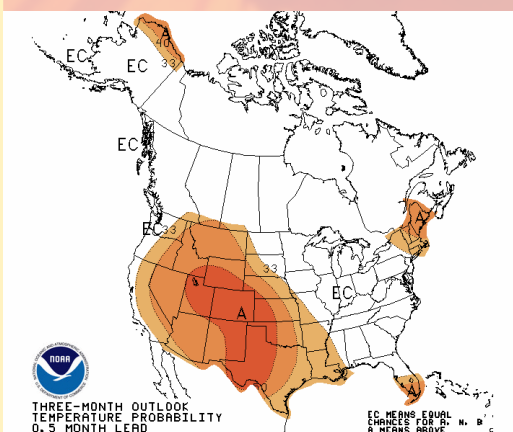 A
40
EC
EC
33
EC
A
EC
33
33
EC
A
A
NOAA
THREE-MONTH OUTLOOK
TEMPERATURE PROBABILITY
0.5 MONTH LEAD
EC MEANS EQUAL
CHANCES FOR A, N, B
A MEANS ABOVE